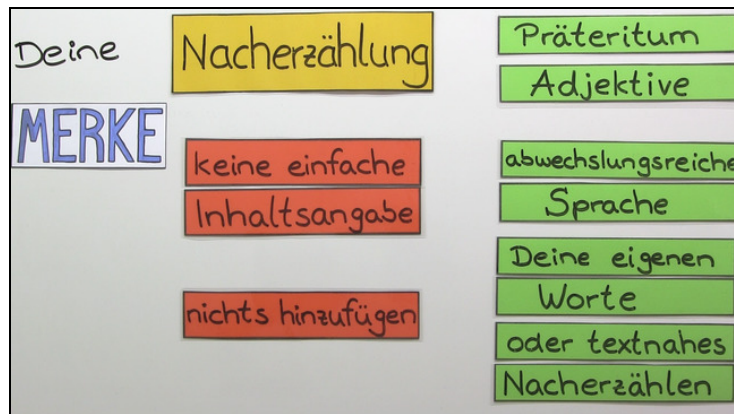 Deine
Nacherzählung
MERKE
keine einfache
Inhaltsangabe
nichts hinzufügen
Präteritum
Adjektive
abwechslungsreiche
Sprache
Deine eigenen
Worte
oder textnahes
Nacherzählen